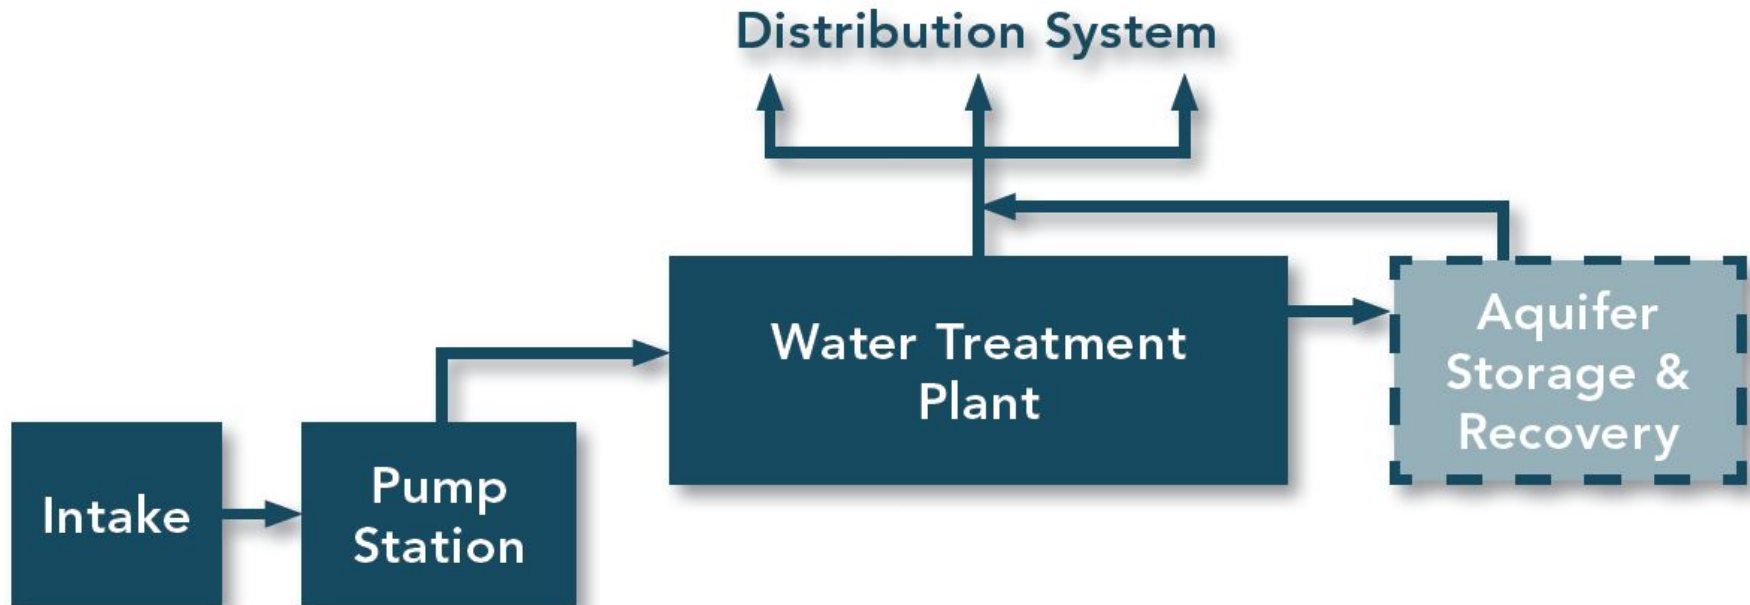 Distribution System
Water Treatment
Plant
Aquifer
Storage &
Recovery
Pump
Station
Intake